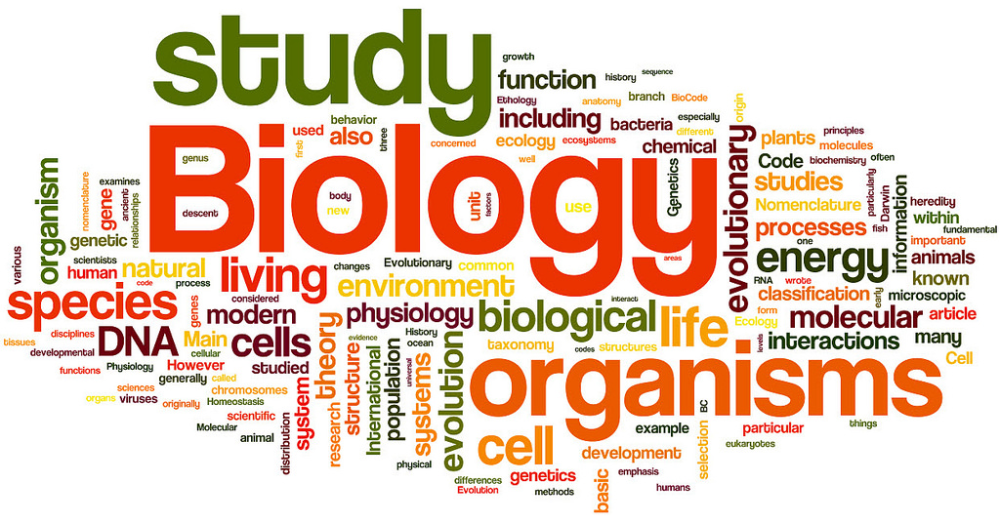 study
growth
function
history
sequence
Ethology
anatomy
branch
BioCode
origin
behavior
including
bacteria
especially
used
also
three
first
concerned
ecology
ecosystems
different
chemical
evolutionary
plants
principles
molecules
Biology
genus
well
Code
biochemistry
often
organism
nomenclature
examines
gene
ancient
relationships
descent
body
new
unit
factors
use
Genetics
studies
particularly
Darwin
information
heredity
Nomenclature
within
fundamental
genetic
processes
fish
important
various
scientists
human
natural
living
changes
Evolutionary
common
areas
one
energy
animals
code
process
environment
RNA
wrote
known
species
genes
considered
interact
classification
early
microscopic
modern
physiology
biological
life
form
Ecology
molecular
article
disciplines
tissues
DNA
Main
cells
theory
evidence
History
ocean
taxonomy
codes
structures
levels
interactions
many
developmental
cellular
Cell
functions
Physiology
However
studied
structure
International
population
universal
systems
evolution
organisms
generally
called
sciences
chromosomes
organs
viruses
originally
Homeostasis
system
scientific
Molecular
animal
distribution
research
physical
cell
example
BC
particular
things
selection
eukaryotes
development
differences
genetics
Evolution
methods
basic
emphasis
humans